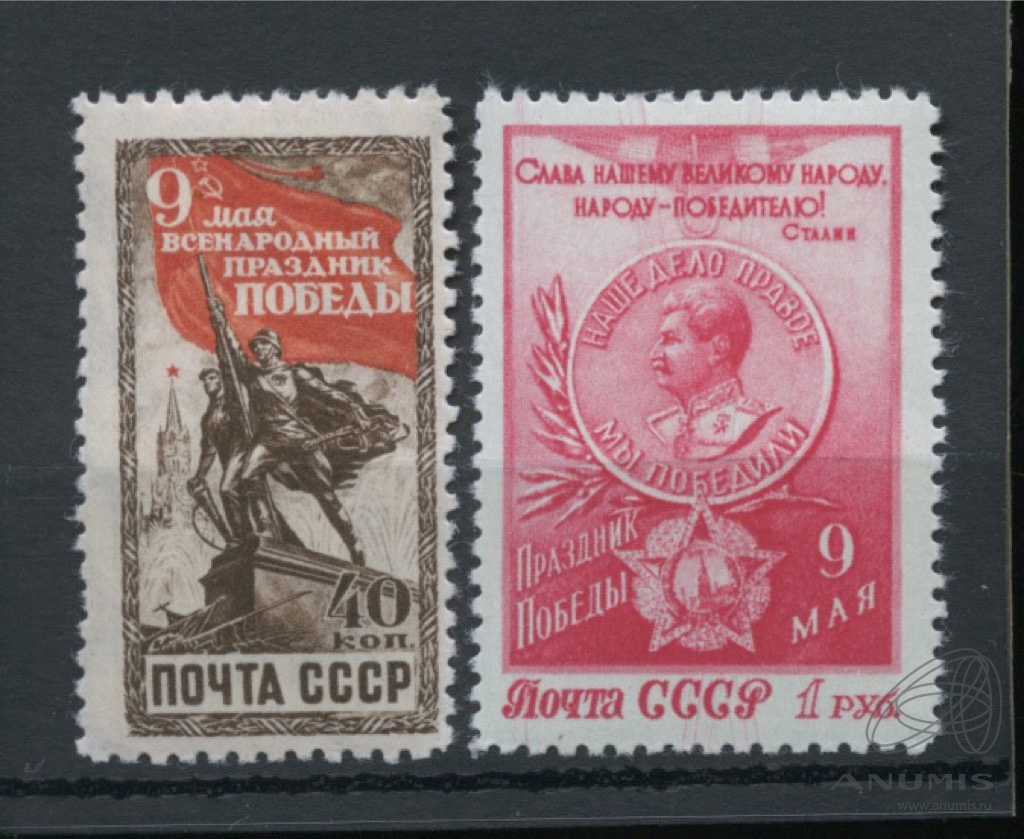 9 мая
ВСЕНАРОДНЫЙ
ПРАЗДНИК
ПОБЕДЫ
40
КОП.
ПОЧТА СССР
СЛАВА НАШЕМУ ВЕЛИКОМУ НАРОДУ,
НАРОДУ-ПОБЕДИТЕЛЮ!
СТАЛИН
НАШЕ ДЕЛО ПРАВОЕ
МЫ ПОБЕДИЛИ
ПРАЗДНИК
ПОБЕДЫ
9
МАЯ
Почта СССР 1 РУБ.
ANUMIS
www.anumis.ru